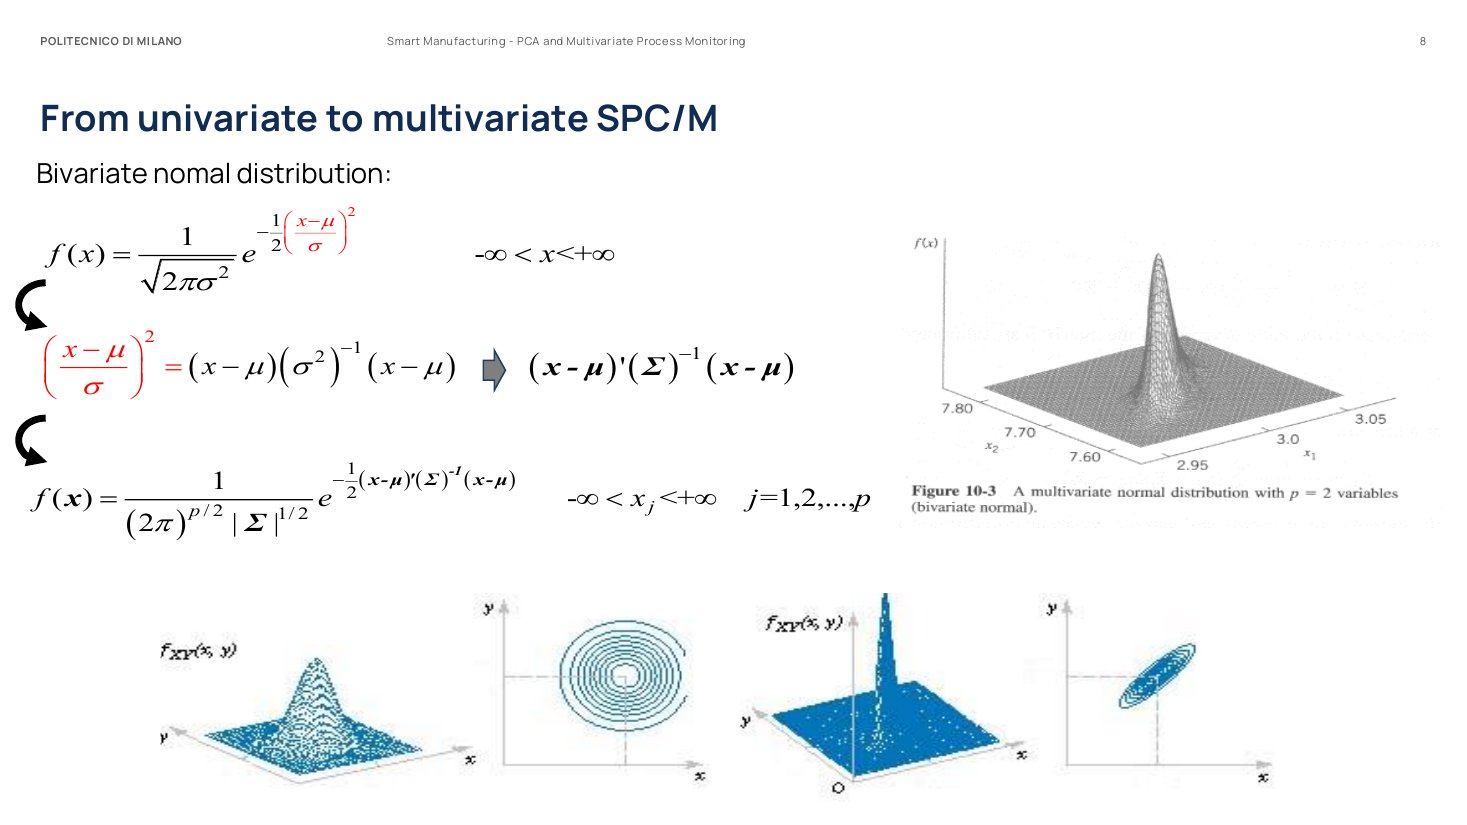 POLITECNICO DI MILANO
Smart Manufacturing - PCA and Multivariate Process Monitoring
8
From univariate to multivariate SPC/M
Bivariate nomal distribution:
f(x) = 1/√(2πσ²) e^{-1/2((x−μ)/σ)²} -∞ < x<+∞
((x−μ)/σ)² = (x−μ)(σ²)⁻¹(x−μ) (x-μ)'(Σ)⁻¹(x-μ)
f(x) = 1/((2π)^{p/2} |Σ|^{1/2}) e^{-1/2(x-μ)'(Σ)⁻¹(x-μ)} -∞ < x_j <+∞ j=1,2,...,p
f(x)
7.80
7.70
7.60
x₂
2.95
3.0
3.05
x₁
Figure 10-3 A multivariate normal distribution with p = 2 variables
(bivariate normal).
f_XY(x, y)
y
x
y
x
f_XY(x, y)
y
x
O
y
x